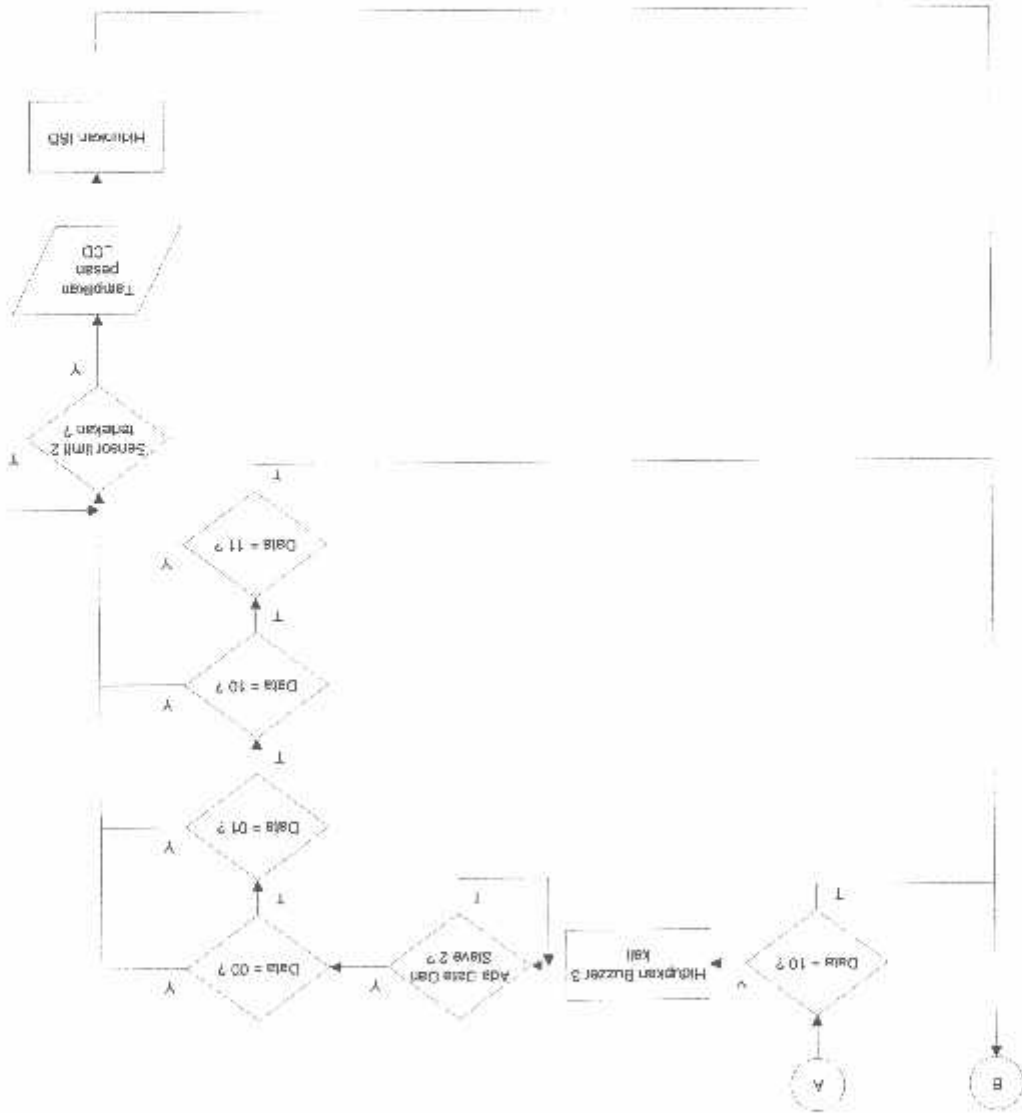 B
A
Data = 10 ?
T
Hidupkan Buzzer 3
kali
Ada Data Dari
Slave 2 ?
Y
T
Data = 00 ?
Y
T
Data = 01 ?
Y
T
Data = 10 ?
Y
T
Data = 11 ?
Y
T
Sensor limit 2
tertekan ?
T
Y
Tampilkan
pesan
LCD
Hidupkan ISD